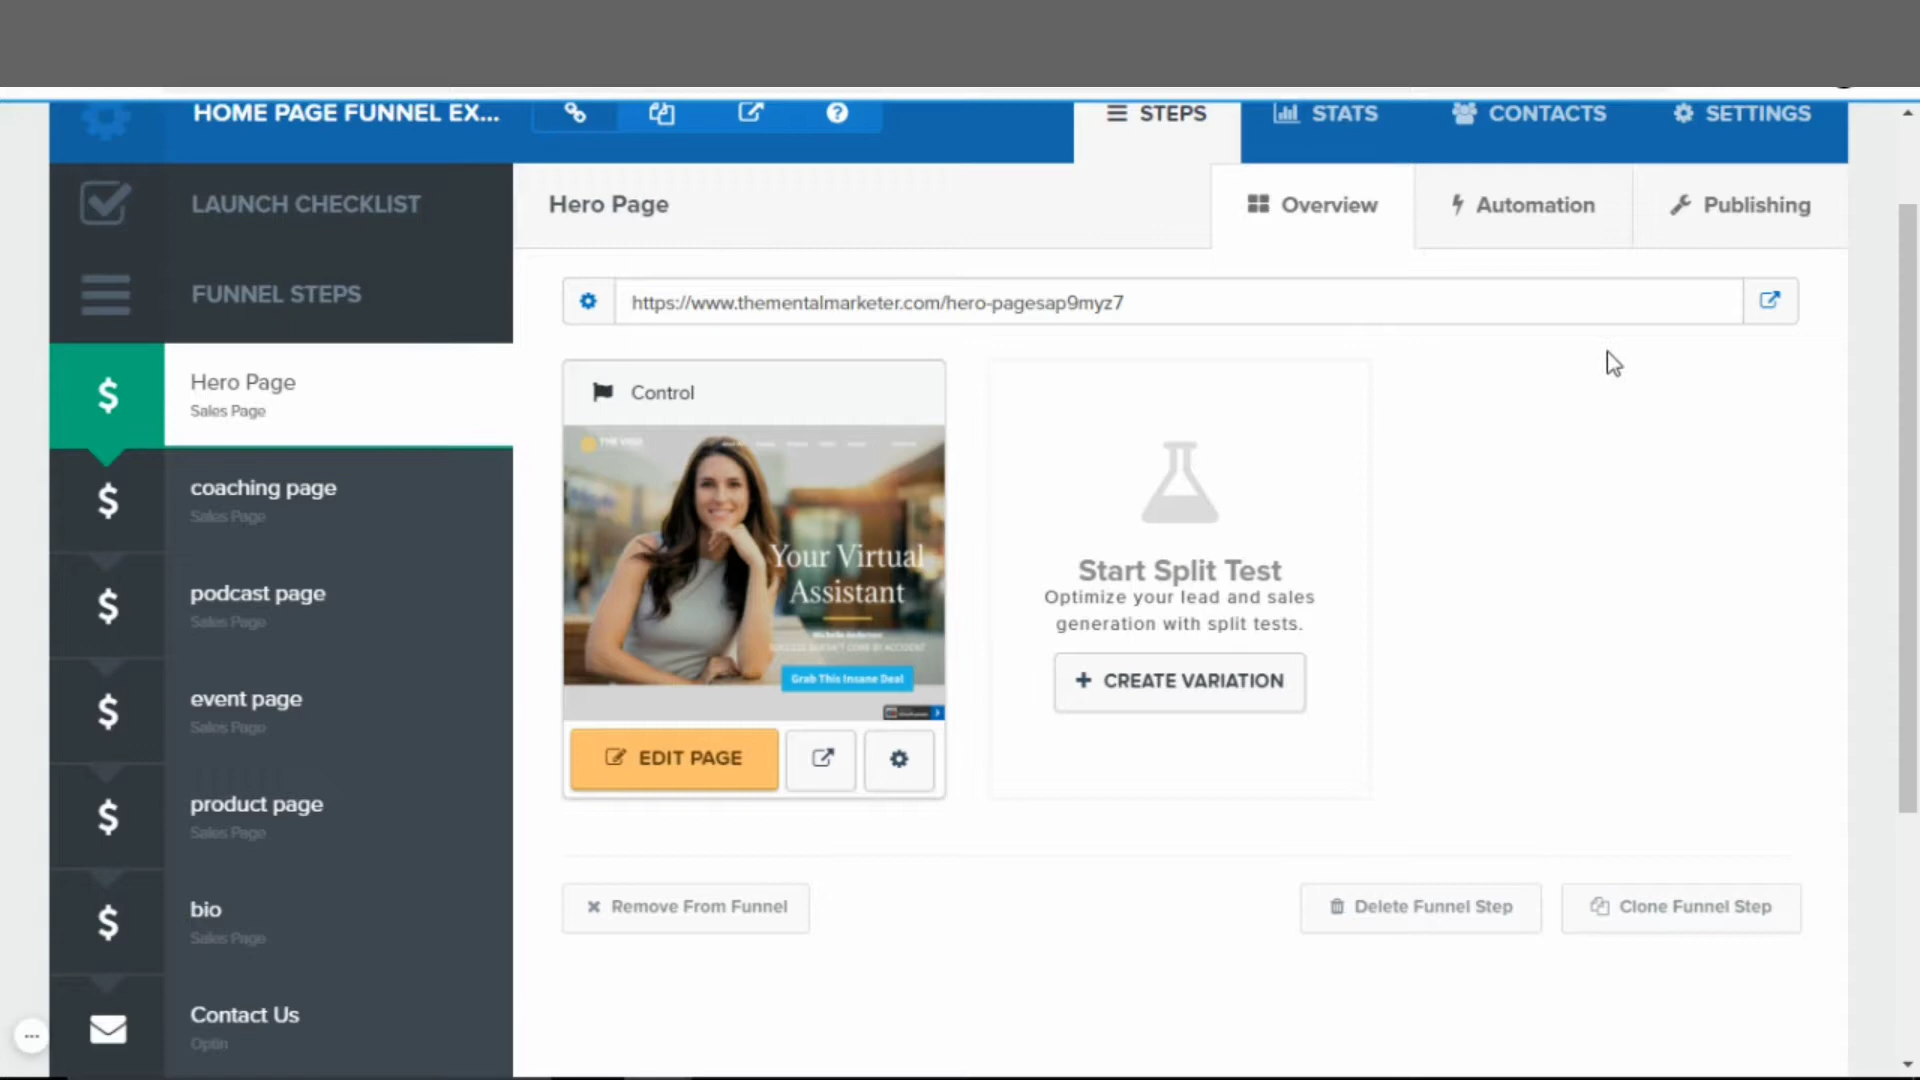 HOME PAGE FUNNEL EX...
STEPS
STATS
CONTACTS
SETTINGS
LAUNCH CHECKLIST
FUNNEL STEPS
Hero Page
Sales Page
coaching page
Sales Page
podcast page
Sales Page
event page
Sales Page
product page
Sales Page
bio
Sales Page
Contact Us
Optin
Hero Page
Overview
Automation
Publishing
https://www.thementalmarketer.com/hero-pagesap9myz7
Control
Your Virtual
Assistant
Grab This Insane Deal
EDIT PAGE
Start Split Test
Optimize your lead and sales
generation with split tests.
+ CREATE VARIATION
Remove From Funnel
Delete Funnel Step
Clone Funnel Step